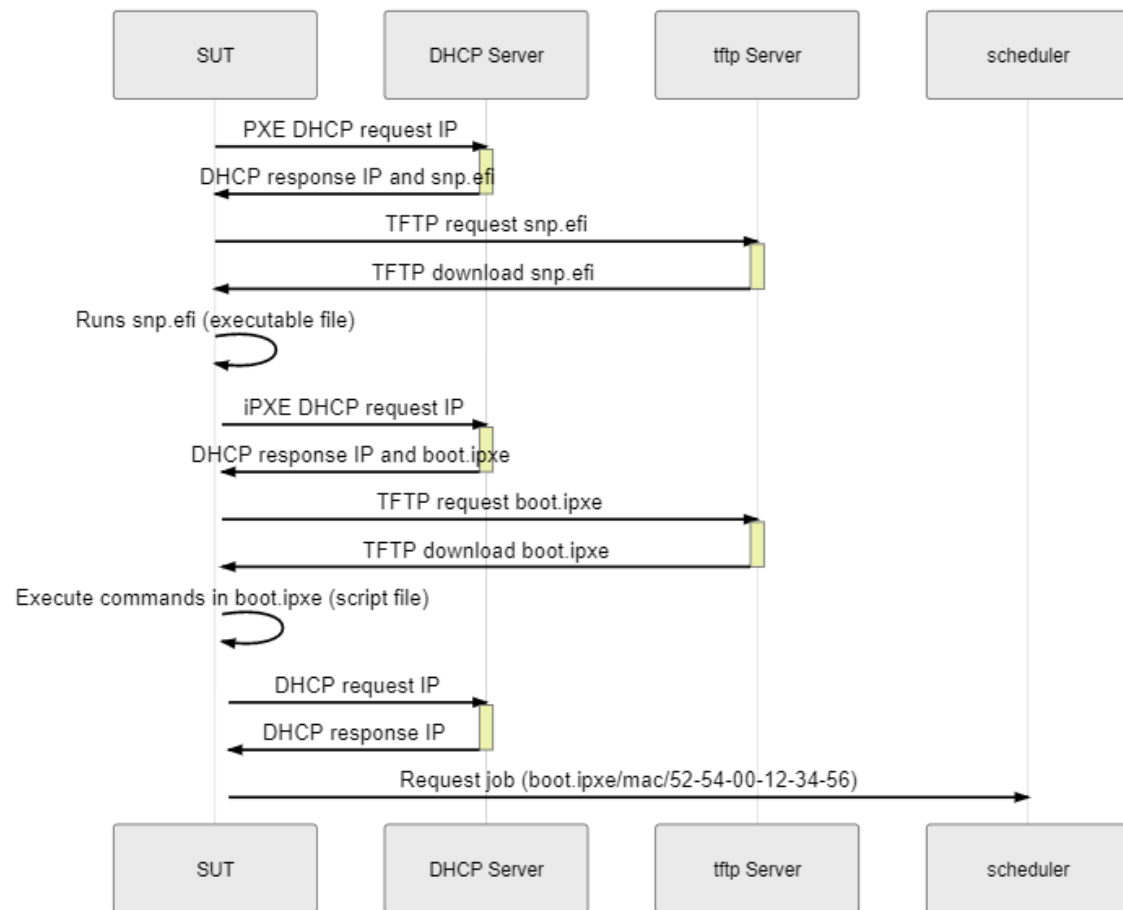 SUT
DHCP Server
tftp Server
scheduler
PXE DHCP request IP
DHCP response IP and snp.efi
TFTP request snp.efi
TFTP download snp.efi
Runs snp.efi (executable file)
iPXE DHCP request IP
DHCP response IP and boot.ipxe
TFTP request boot.ipxe
TFTP download boot.ipxe
Execute commands in boot.ipxe (script file)
DHCP request IP
DHCP response IP
Request job (boot.ipxe/mac/52-54-00-12-34-56)
SUT
DHCP Server
tftp Server
scheduler